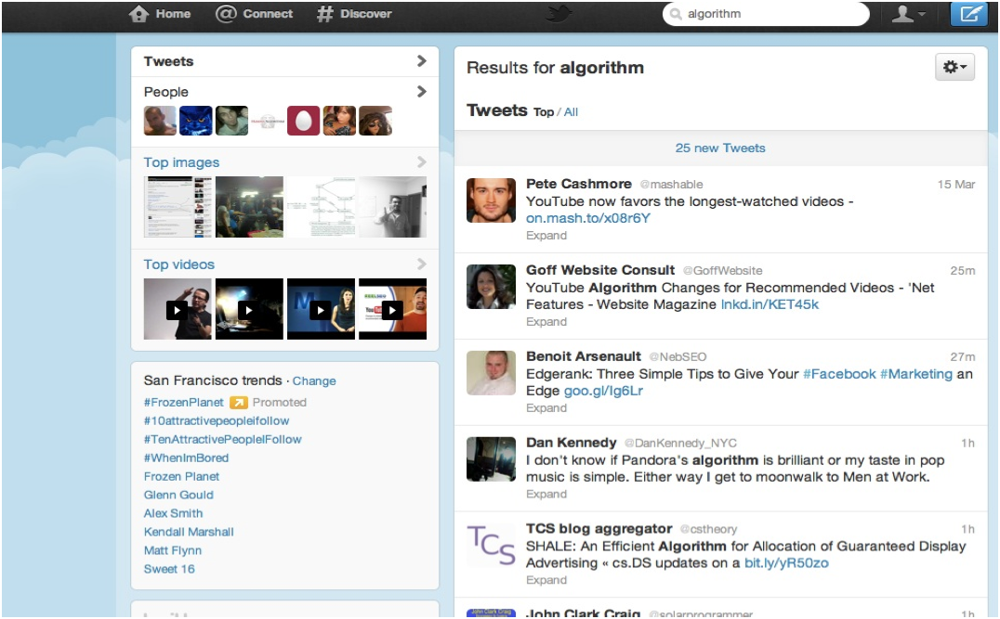 Home
Connect
Discover
algorithm
Tweets
People
Top images
Top videos
San Francisco trends · Change
#FrozenPlanet Promoted
#10attractivepeopleifollow
#TenAttractivePeopleIFollow
#WhenImBored
Frozen Planet
Glenn Gould
Alex Smith
Kendall Marshall
Matt Flynn
Sweet 16
Results for algorithm
Tweets Top / All
25 new Tweets
Pete Cashmore @mashable 15 Mar
YouTube now favors the longest-watched videos -
on.mash.to/x08r6Y
Expand
Goff Website Consult @GoffWebsite 25m
YouTube Algorithm Changes for Recommended Videos - 'Net
Features - Website Magazine lnkd.in/KET45k
Expand
Benoit Arsenault @NebSEO 27m
Edgerank: Three Simple Tips to Give Your #Facebook #Marketing an
Edge goo.gl/Ig6Lr
Expand
Dan Kennedy @DanKennedy_NYC 1h
I don't know if Pandora's algorithm is brilliant or my taste in pop
music is simple. Either way I get to moonwalk to Men at Work.
Expand
TCS
TCS blog aggregator @cstheory 1h
SHALE: An Efficient Algorithm for Allocation of Guaranteed Display
Advertising « cs.DS updates on a bit.ly/yR50zo
Expand
John Clark Craig @solarprogrammer 1h